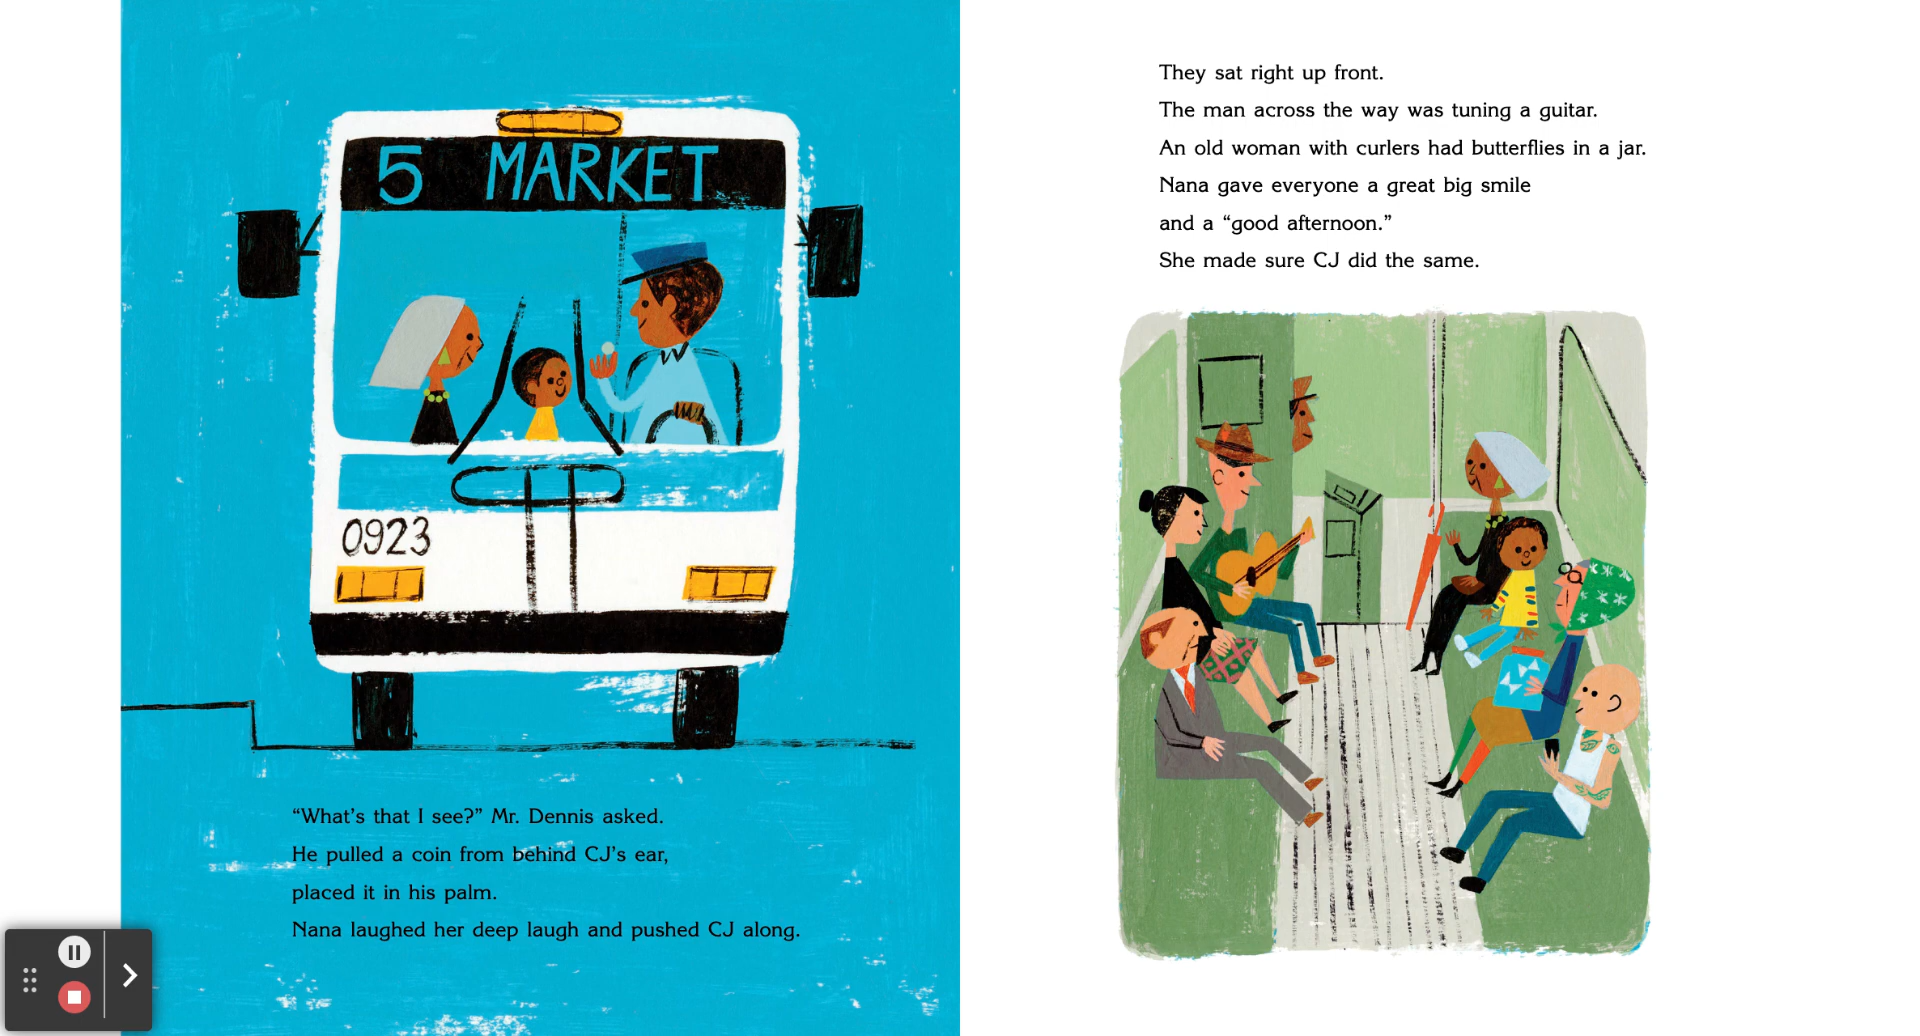 5 MARKET
0923
“What’s that I see?” Mr. Dennis asked.
He pulled a coin from behind CJ’s ear,
placed it in his palm.
Nana laughed her deep laugh and pushed CJ along.
They sat right up front.
The man across the way was tuning a guitar.
An old woman with curlers had butterflies in a jar.
Nana gave everyone a great big smile
and a “good afternoon.”
She made sure CJ did the same.